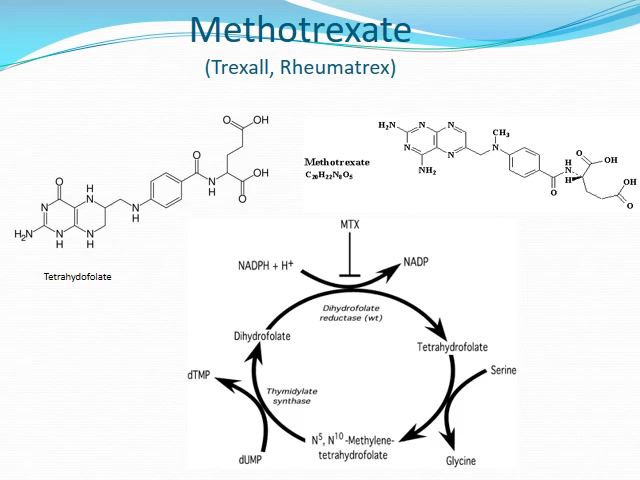 Methotrexate
(Trexall, Rheumatrex)
O
OH
O
N
H
O
OH
O
O
N
H
N
N
H
H₂N
N
H
N
H
Tetrahydofolate
H₂N
N
N
N
N
NH₂
CH₃
N
O
H
N
H
O
OH
OH
O
Methotrexate
C₂₀H₂₂N₈O₅
MTX
NADPH + H⁺
NADP
Dihydrofolate
reductase (wt)
Dihydrofolate
Tetrahydrofolate
Serine
dTMP
Thymidylate
synthase
N⁵, N¹⁰ -Methylene-
tetrahydrofolate
dUMP
Glycine